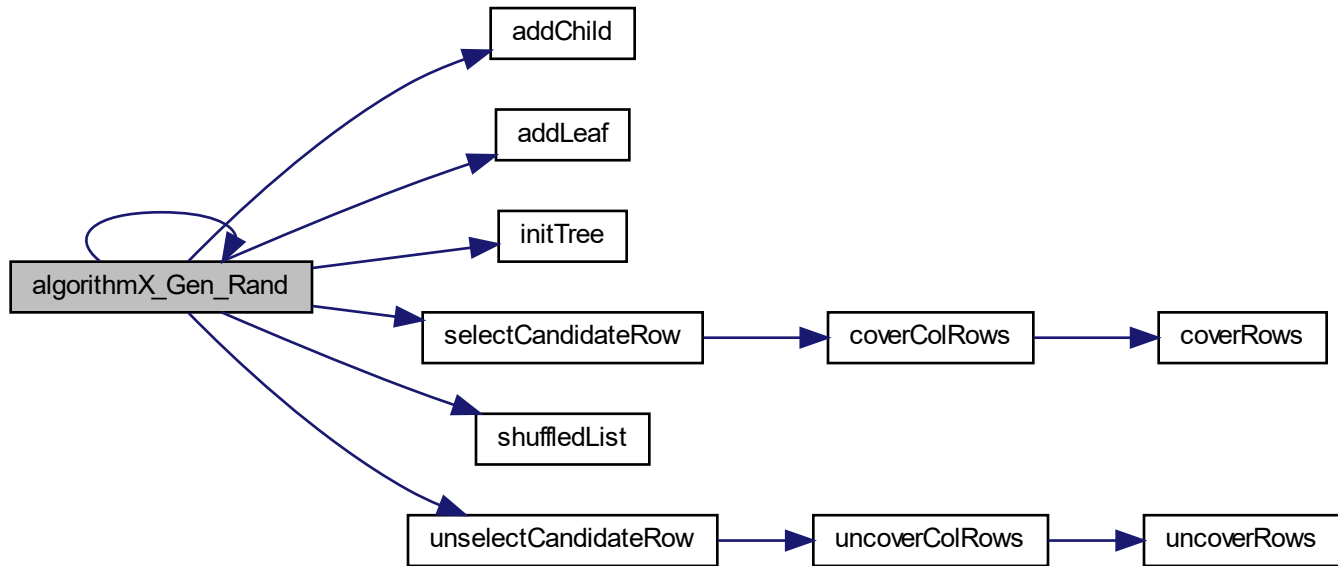 addChild
addLeaf
initTree
algorithmX_Gen_Rand
selectCandidateRow
coverColRows
coverRows
shuffledList
unselectCandidateRow
uncoverColRows
uncoverRows